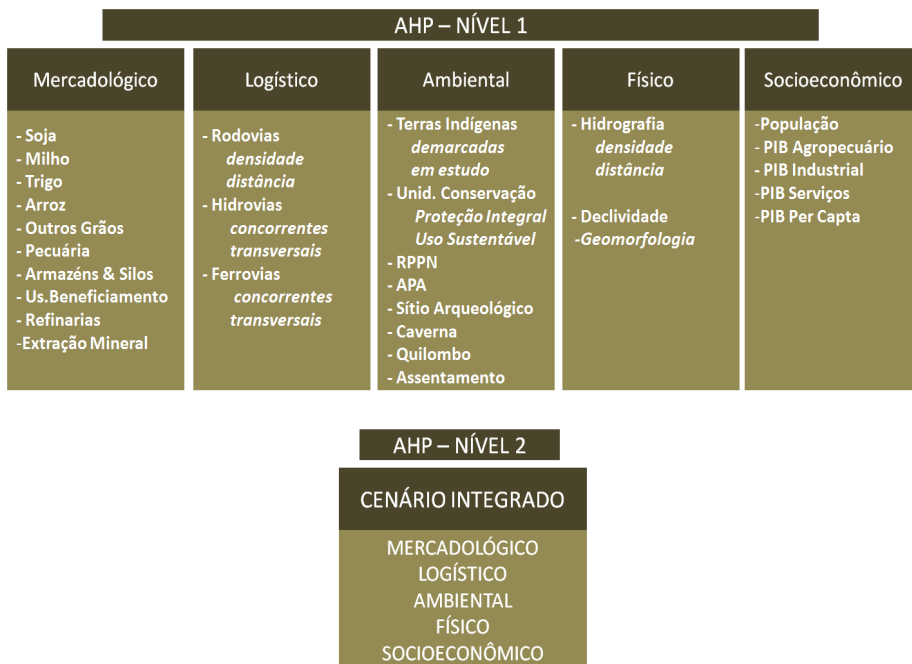 AHP – NÍVEL 1
Mercadológico
- Soja
- Milho
- Trigo
- Arroz
- Outros Grãos
- Pecuária
- Armazéns & Silos
- Us.Beneficiamento
- Refinarias
-Extração Mineral
Logístico
- Rodovias
densidade
distância
- Hidrovias
concorrentes
transversais
- Ferrovias
concorrentes
transversais
Ambiental
- Terras Indígenas
demarcadas
em estudo
- Unid. Conservação
Proteção Integral
Uso Sustentável
- RPPN
- APA
- Sítio Arqueológico
- Caverna
- Quilombo
- Assentamento
Físico
- Hidrografia
densidade
distância
- Declividade
-Geomorfologia
Socioeconômico
-População
- PIB Agropecuário
- PIB Industrial
-PIB Serviços
-PIB Per Capta
AHP – NÍVEL 2
CENÁRIO INTEGRADO
MERCADOLÓGICO
LOGÍSTICO
AMBIENTAL
FÍSICO
SOCIOECONÔMICO